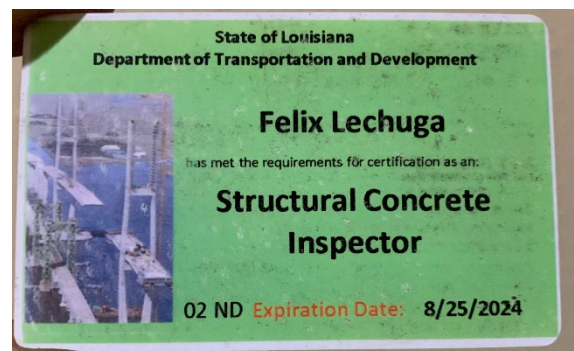 State of Louisiana
Department of Transportation and Development
Felix Lechuga
has met the requirements for certification as an:
Structural Concrete
Inspector
02 ND Expiration Date: 8/25/2024